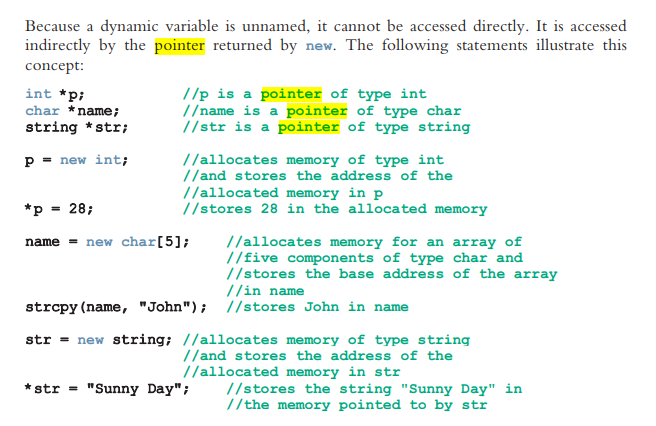 Because a dynamic variable is unnamed, it cannot be accessed directly. It is accessed
indirectly by the pointer returned by new. The following statements illustrate this
concept:
int *p; //p is a pointer of type int
char *name; //name is a pointer of type char
string *str; //str is a pointer of type string
p = new int; //allocates memory of type int
//and stores the address of the
//allocated memory in p
*p = 28; //stores 28 in the allocated memory
name = new char[5]; //allocates memory for an array of
//five components of type char and
//stores the base address of the array
//in name
strcpy(name, "John"); //stores John in name
str = new string; //allocates memory of type string
//and stores the address of the
//allocated memory in str
*str = "Sunny Day"; //stores the string "Sunny Day" in
//the memory pointed to by str